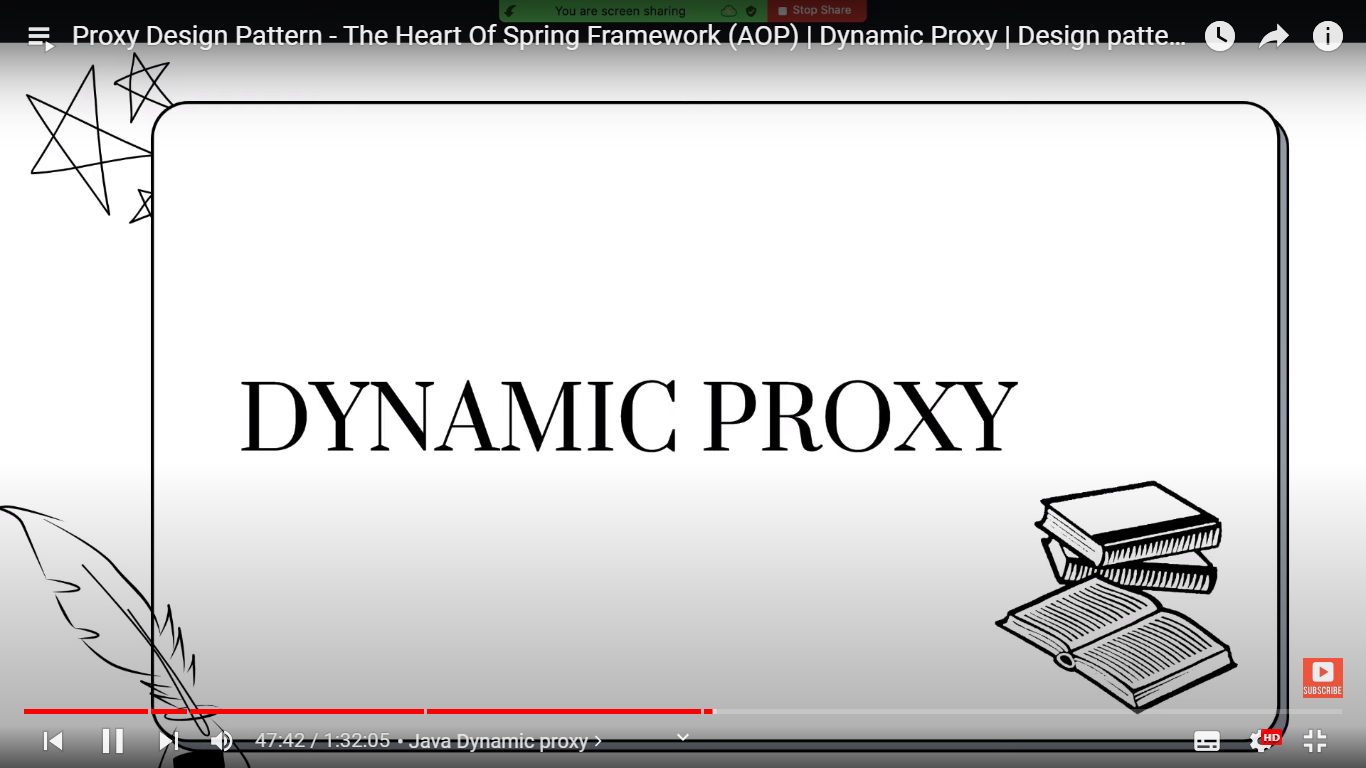 You are screen sharing Stop Share
Proxy Design Pattern - The Heart Of Spring Framework (AOP) | Dynamic Proxy | Design patte...
DYNAMIC PROXY
SUBSCRIBE
47:42 / 1:32:05 • Java Dynamic proxy >
HD